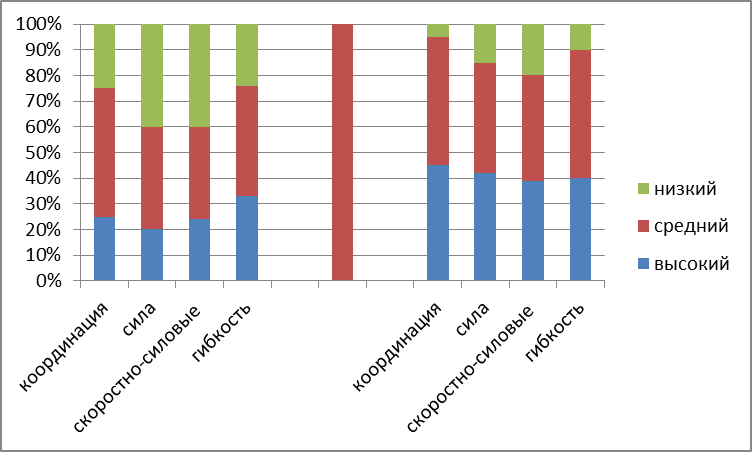 100%
90%
80%
70%
60%
50%
40%
30%
20%
10%
0%
координация
сила
скоростно-силовые
гибкость
координация
сила
скоростно-силовые
гибкость
низкий
средний
высокий